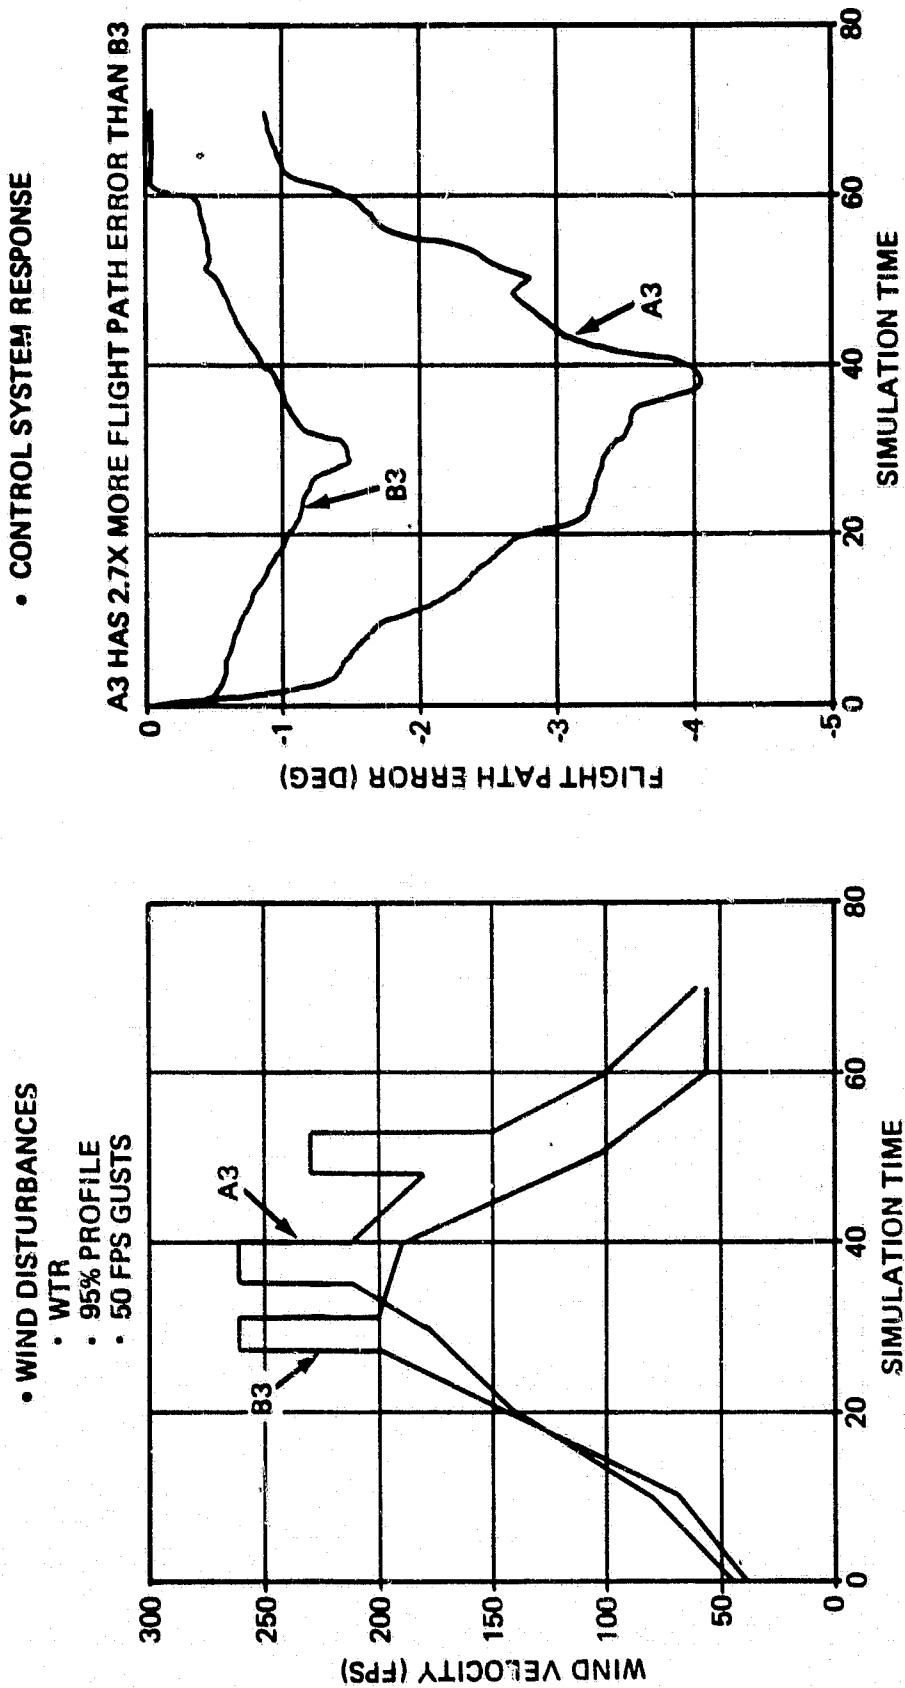 • WIND DISTURBANCES
• WTR
• 95% PROFILE
• 50 FPS GUSTS
WIND VELOCITY (FPS)
300
250
200
150
100
50
0
0
20
40
60
80
SIMULATION TIME
B3
A3
• CONTROL SYSTEM RESPONSE
A3 HAS 2.7X MORE FLIGHT PATH ERROR THAN B3
FLIGHT PATH ERROR (DEG)
0
-1
-2
-3
-4
-5
0
20
40
60
80
SIMULATION TIME
B3
A3